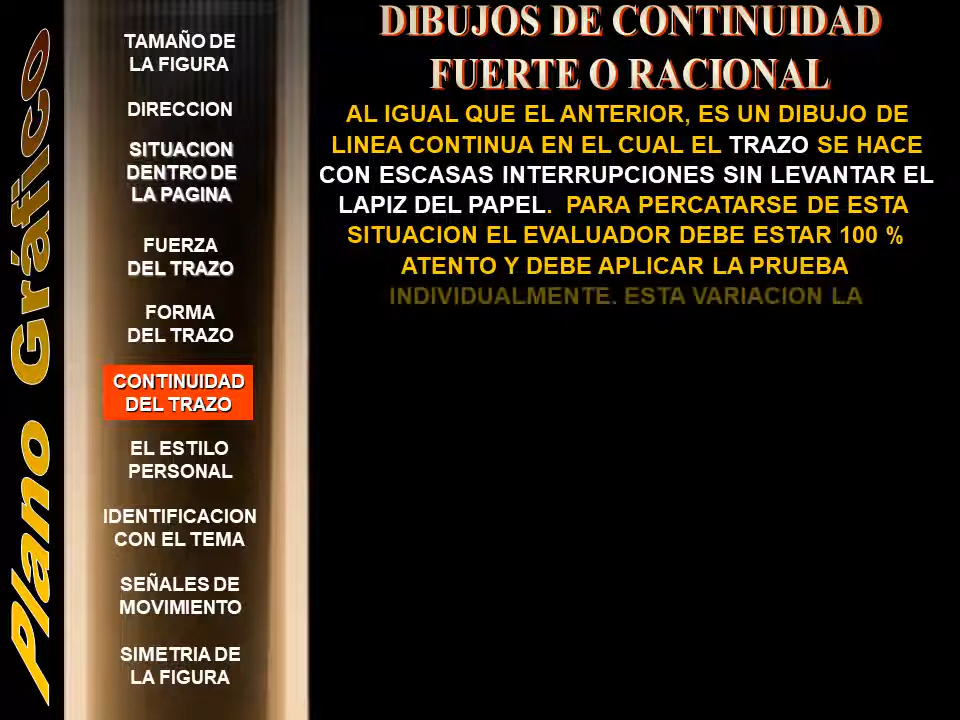 Plano Gráfico
TAMAÑO DE
LA FIGURA
DIRECCION
SITUACION
DENTRO DE
LA PAGINA
FUERZA
DEL TRAZO
FORMA
DEL TRAZO
CONTINUIDAD
DEL TRAZO
EL ESTILO
PERSONAL
IDENTIFICACION
CON EL TEMA
SEÑALES DE
MOVIMIENTO
SIMETRIA DE
LA FIGURA
DIBUJOS DE CONTINUIDAD
FUERTE O RACIONAL
AL IGUAL QUE EL ANTERIOR, ES UN DIBUJO DE
LINEA CONTINUA EN EL CUAL EL TRAZO SE HACE
CON ESCASAS INTERRUPCIONES SIN LEVANTAR EL
LAPIZ DEL PAPEL. PARA PERCATARSE DE ESTA
SITUACION EL EVALUADOR DEBE ESTAR 100 %
ATENTO Y DEBE APLICAR LA PRUEBA
INDIVIDUALMENTE. ESTA VARIACION LA